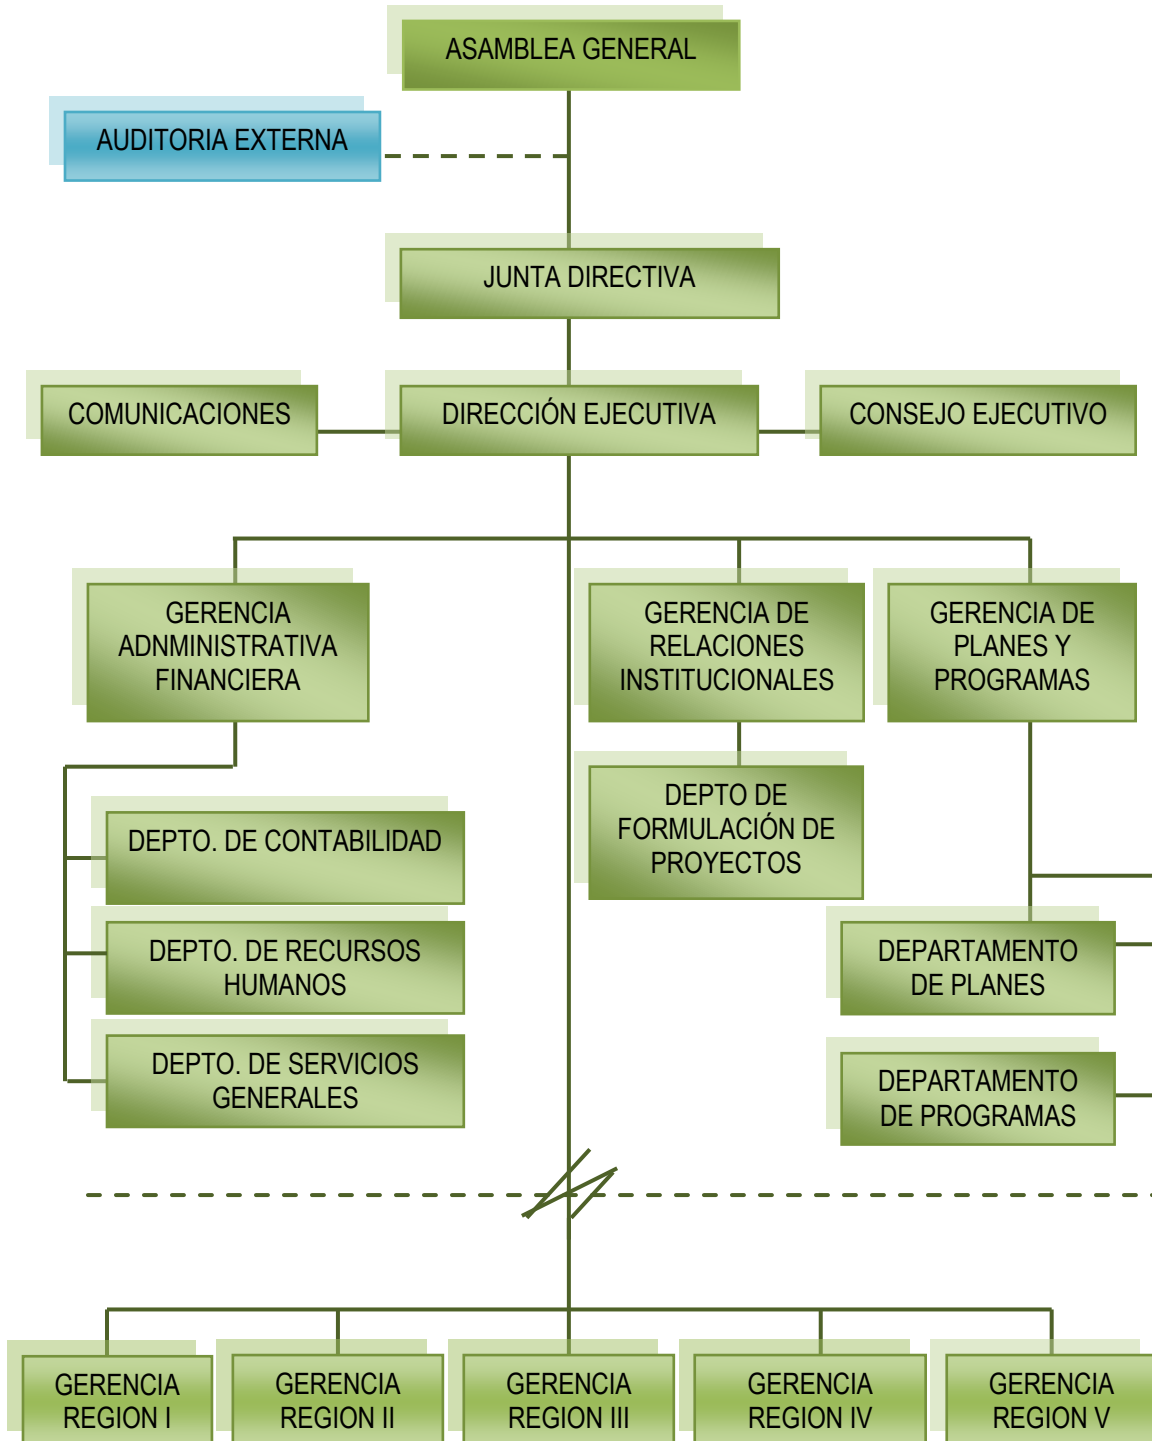 ASAMBLEA GENERAL
AUDITORIA EXTERNA
JUNTA DIRECTIVA
COMUNICACIONES
DIRECCIÓN EJECUTIVA
CONSEJO EJECUTIVO
GERENCIA
ADNMINISTRATIVA
FINANCIERA
GERENCIA DE
RELACIONES
INSTITUCIONALES
GERENCIA DE
PLANES Y
PROGRAMAS
DEPTO DE
FORMULACIÓN DE
PROYECTOS
DEPTO. DE CONTABILIDAD
DEPTO. DE RECURSOS
HUMANOS
DEPTO. DE SERVICIOS
GENERALES
DEPARTAMENTO
DE PLANES
DEPARTAMENTO
DE PROGRAMAS
GERENCIA
REGION I
GERENCIA
REGION II
GERENCIA
REGION III
GERENCIA
REGION IV
GERENCIA
REGION V